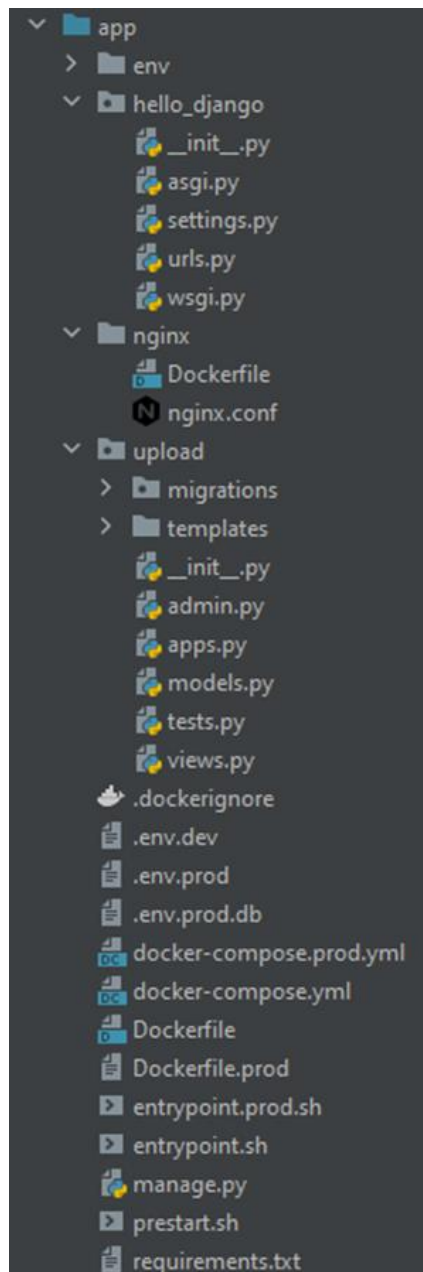 app
env
hello_django
__init__.py
asgi.py
settings.py
urls.py
wsgi.py
nginx
Dockerfile
nginx.conf
upload
migrations
templates
__init__.py
admin.py
apps.py
models.py
tests.py
views.py
.dockerignore
.env.dev
.env.prod
.env.prod.db
docker-compose.prod.yml
docker-compose.yml
Dockerfile
Dockerfile.prod
entrypoint.prod.sh
entrypoint.sh
manage.py
prestart.sh
requirements.txt